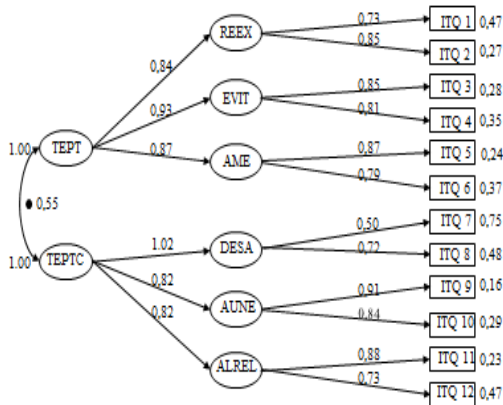 0,73 ITQ 1 0,47
REEX
0,85 ITQ 2 0,27
0,84
0,85 ITQ 3 0,28
EVIT
0,93 0,81 ITQ 4 0,35
1.00 TEPT 0,87 0,87 ITQ 5 0,24
AME
0,79 ITQ 6 0,37
0,55
0,50 ITQ 7 0,75
1.00 TEPTC 1.02 DESA
0,72 ITQ 8 0,48
0,82 0,91 ITQ 9 0,16
AUNE
0,82 0,84 ITQ 10 0,29
0,88 ITQ 11 0,23
ALREL
0,73 ITQ 12 0,47